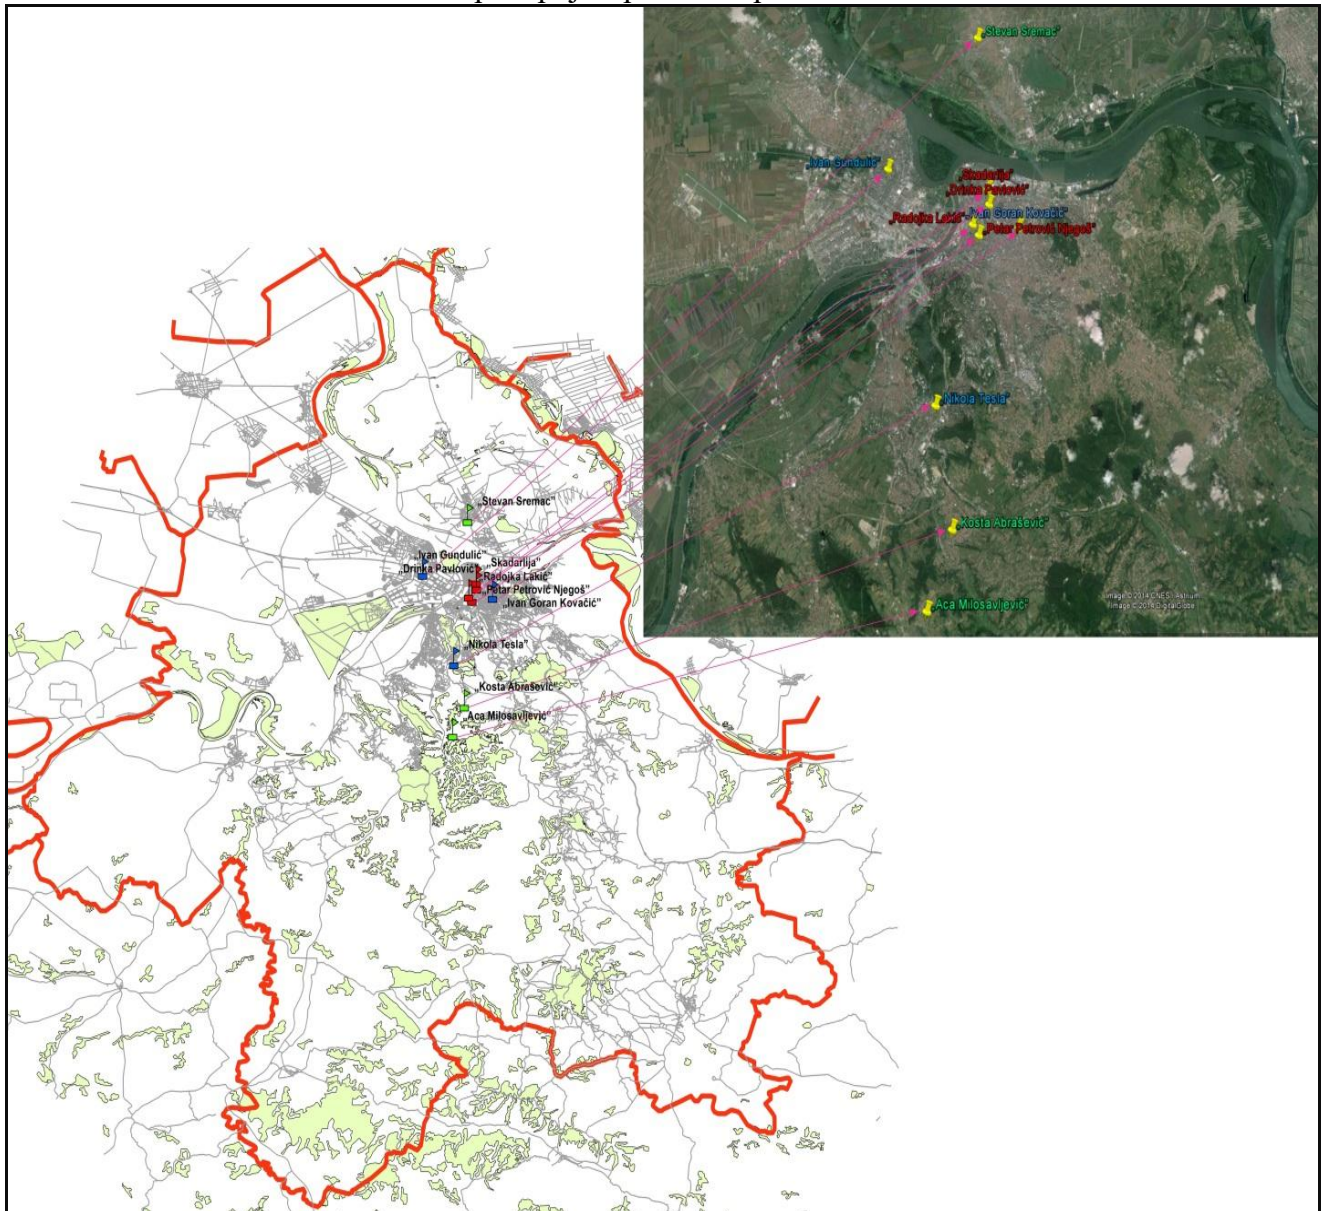 „Stevan Sremac”
„Ivan Gundulić”
„Skadarlija”
„Drinka Pavlović”
„Radojka Lakić”
„Ivan Goran Kovačić”
„Petar Petrović Njegoš”
„Nikola Tesla”
„Kosta Abrašević”
Image © 2014 CNES / Astrium
Image © 2014 DigitalGlobe
„Aca Milosavljević”
„Stevan Sremac”
„Ivan Gundulić”
„Skadarlija”
„Drinka Pavlović”
„Radojka Lakić”
„Petar Petrović Njegoš”
„Ivan Goran Kovačić”
„Nikola Tesla”
„Kosta Abrašević”
„Aca Milosavljević”